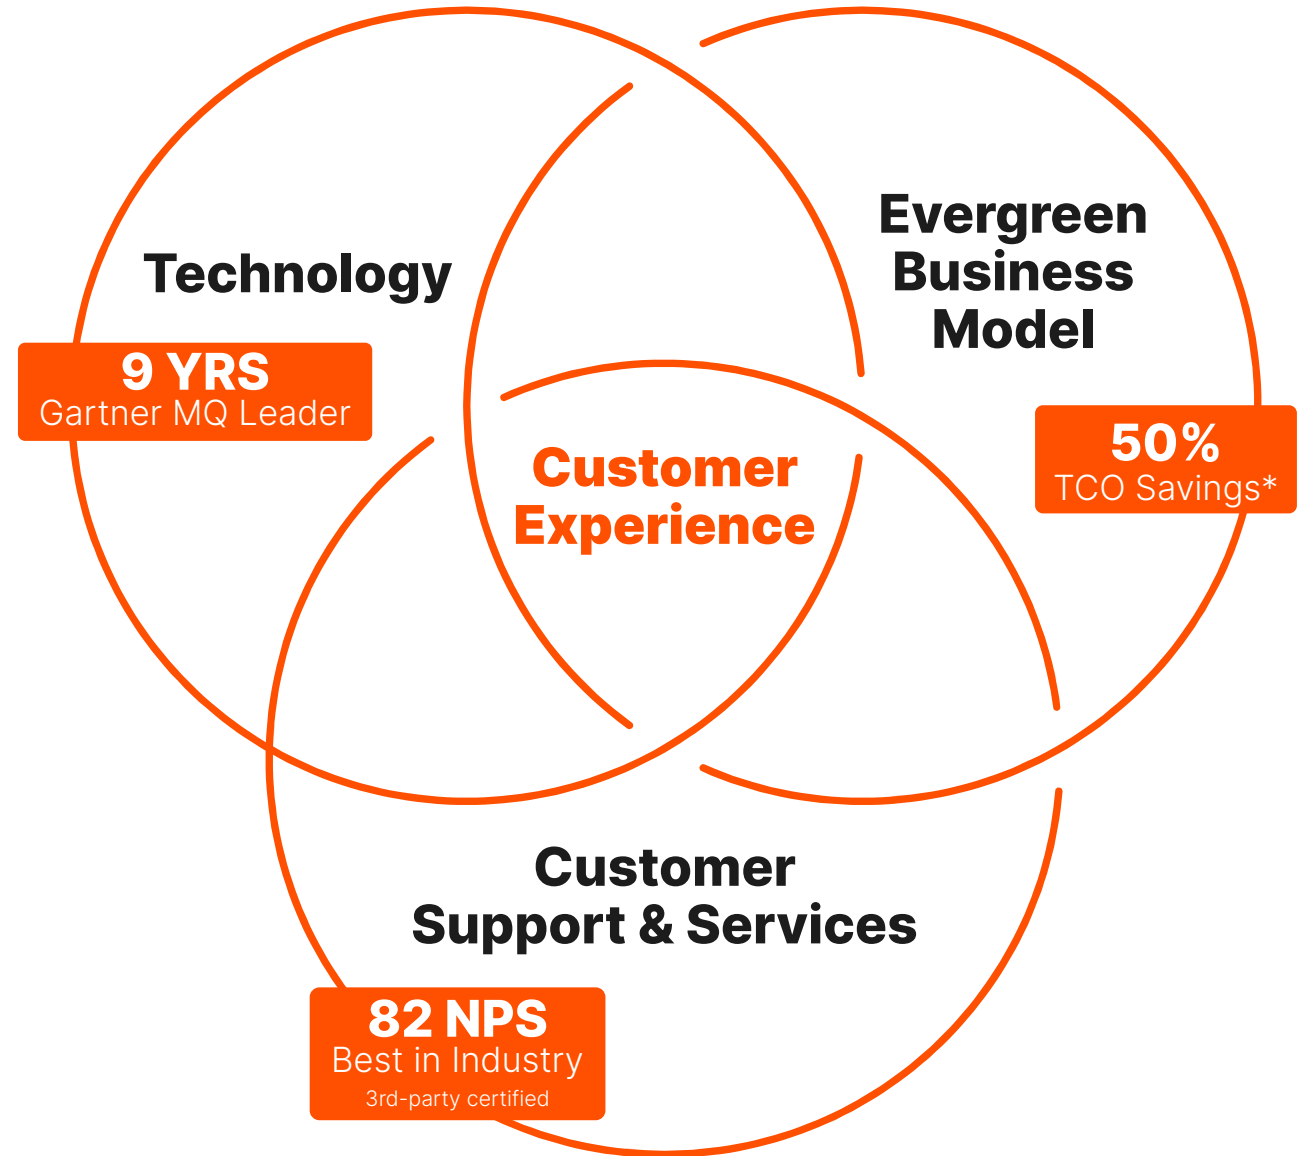 Technology
9 YRS
Gartner MQ Leader
Evergreen
Business
Model
50%
TCO Savings*
Customer
Experience
Customer
Support & Services
82 NPS
Best in Industry
3rd-party certified